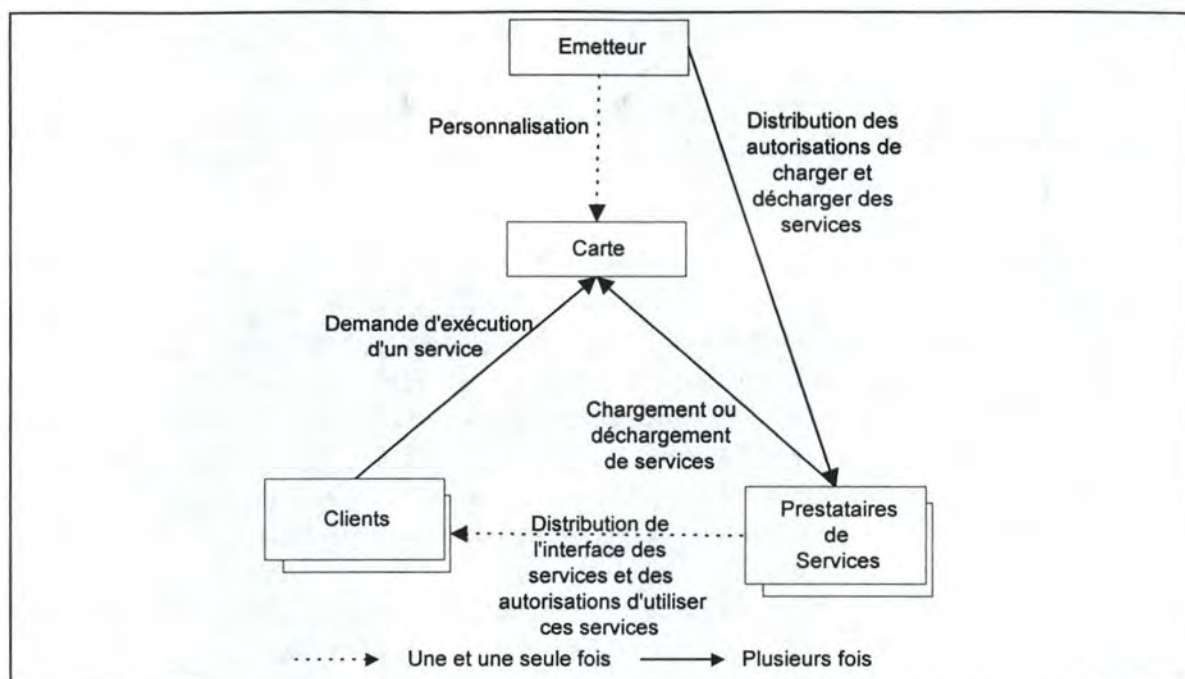 Emetteur
Personnalisation
Distribution des
autorisations de
charger et
décharger des
services
Carte
Demande d'exécution
d'un service
Chargement ou
déchargement
de services
Clients
Distribution de
l'interface des
services et des
autorisations d'utiliser
ces services
Prestataires
de
Services
Une et une seule fois
Plusieurs fois